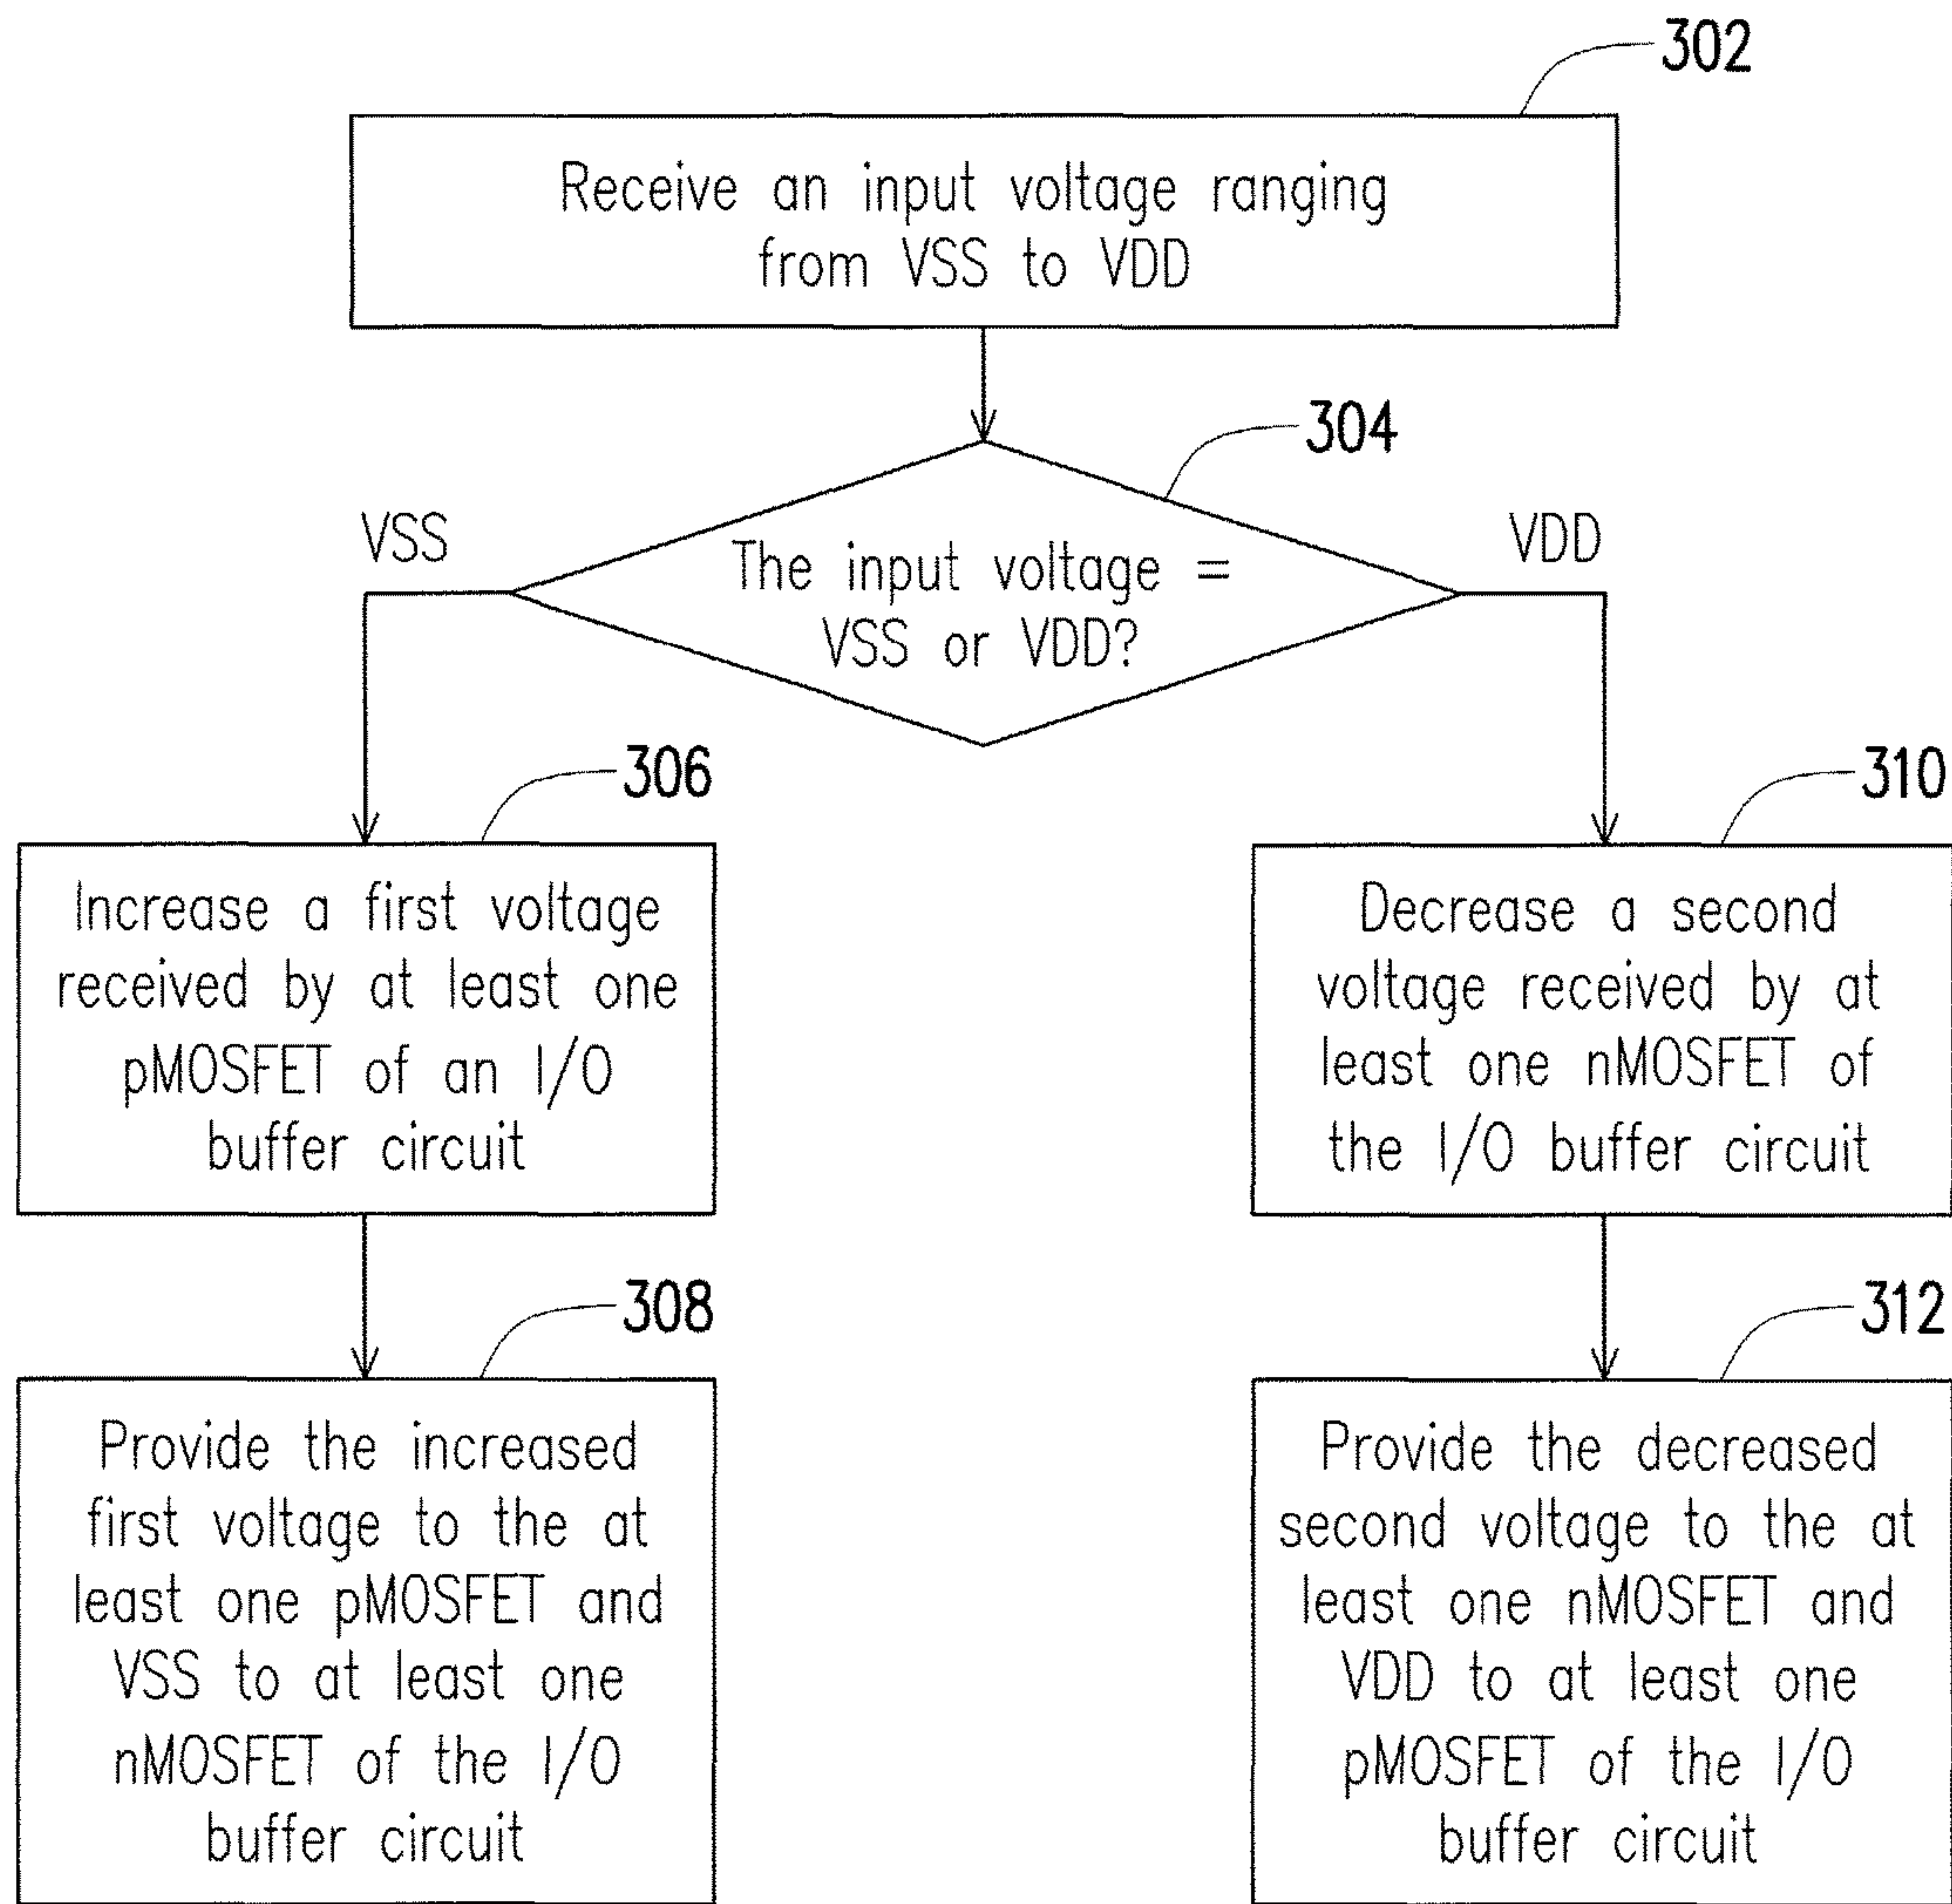 302
Receive an input voltage ranging
from VSS to VDD
304
VSS
The input voltage =
VSS or VDD?
VDD
306
Increase a first voltage
received by at least one
pMOSFET of an I/O
buffer circuit
310
Decrease a second
voltage received by at
least one nMOSFET of
the I/O buffer circuit
308
Provide the increased
first voltage to the at
least one pMOSFET and
VSS to at least one
nMOSFET of the I/O
buffer circuit
312
Provide the decreased
second voltage to the at
least one nMOSFET and
VDD to at least one
pMOSFET of the I/O
buffer circuit